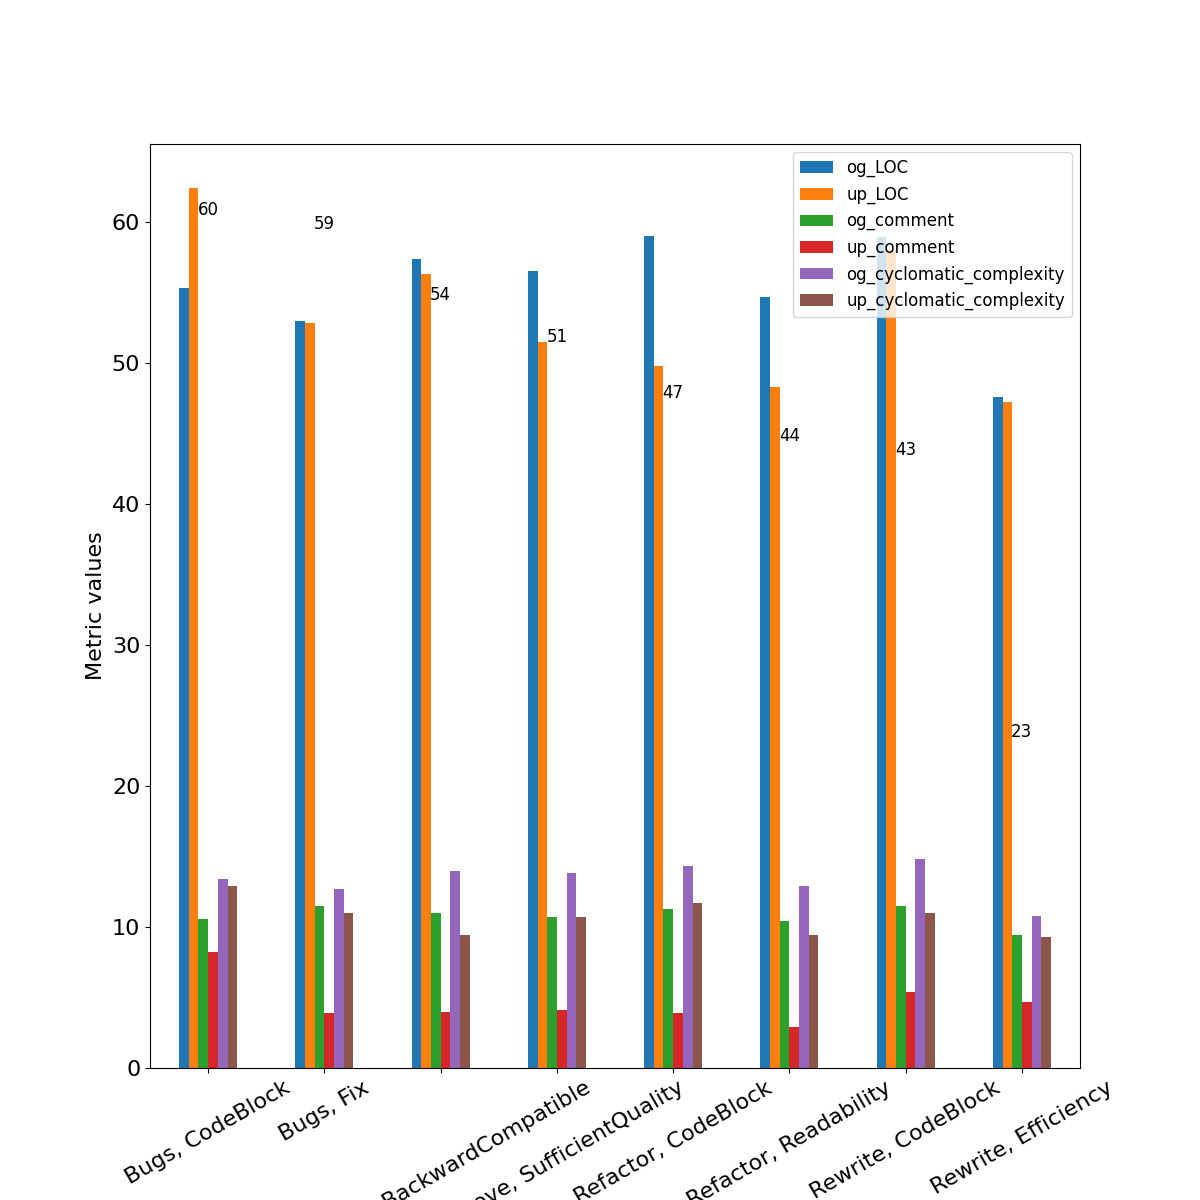 og_LOC
up_LOC
og_comment
up_comment
og_cyclomatic_complexity
up_cyclomatic_complexity
60
59
54
51
47
44
43
23
60
50
40
30
20
10
0
Metric values
Bugs, CodeBlock
Bugs, Fix
BackwardCompatible
SufficientQuality
Refactor, CodeBlock
Refactor, Readability
Rewrite, CodeBlock
Rewrite, Efficiency